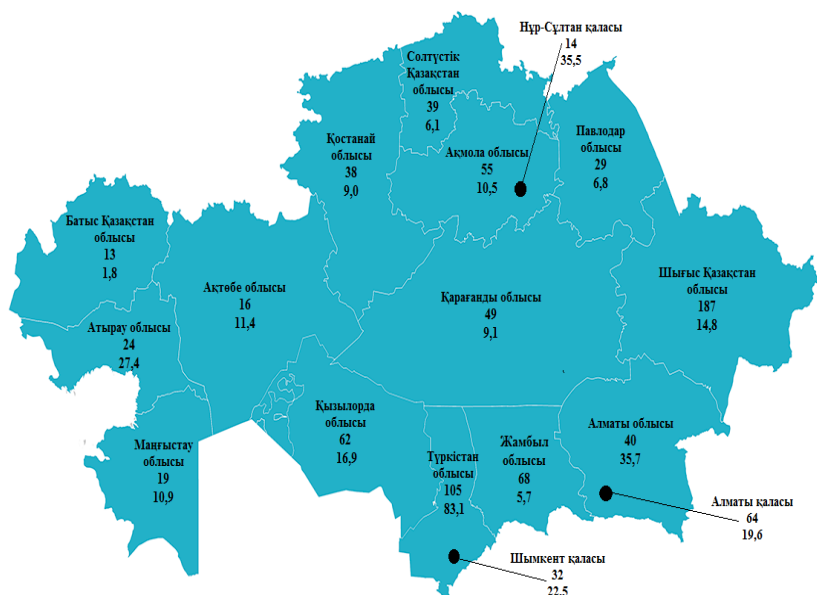 Нұр-Сұлтан қаласы
14
35,5
Солтүстік
Қазақстан
облысы
39
6,1
Қостанай
облысы
38
9,0
Ақмола облысы
55
10,5
Павлодар
облысы
29
6,8
Батыс Қазақстан
облысы
13
1,8
Ақтөбе облысы
16
11,4
Қарағанды облысы
49
9,1
Шығыс Қазақстан
облысы
187
14,8
Атырау облысы
24
27,4
Маңғыстау
облысы
19
10,9
Қызылорда
облысы
62
16,9
Түркістан
облысы
105
83,1
Жамбыл
облысы
68
5,7
Алматы облысы
40
35,7
Алматы қаласы
64
19,6
Шымкент қаласы
32
22,5